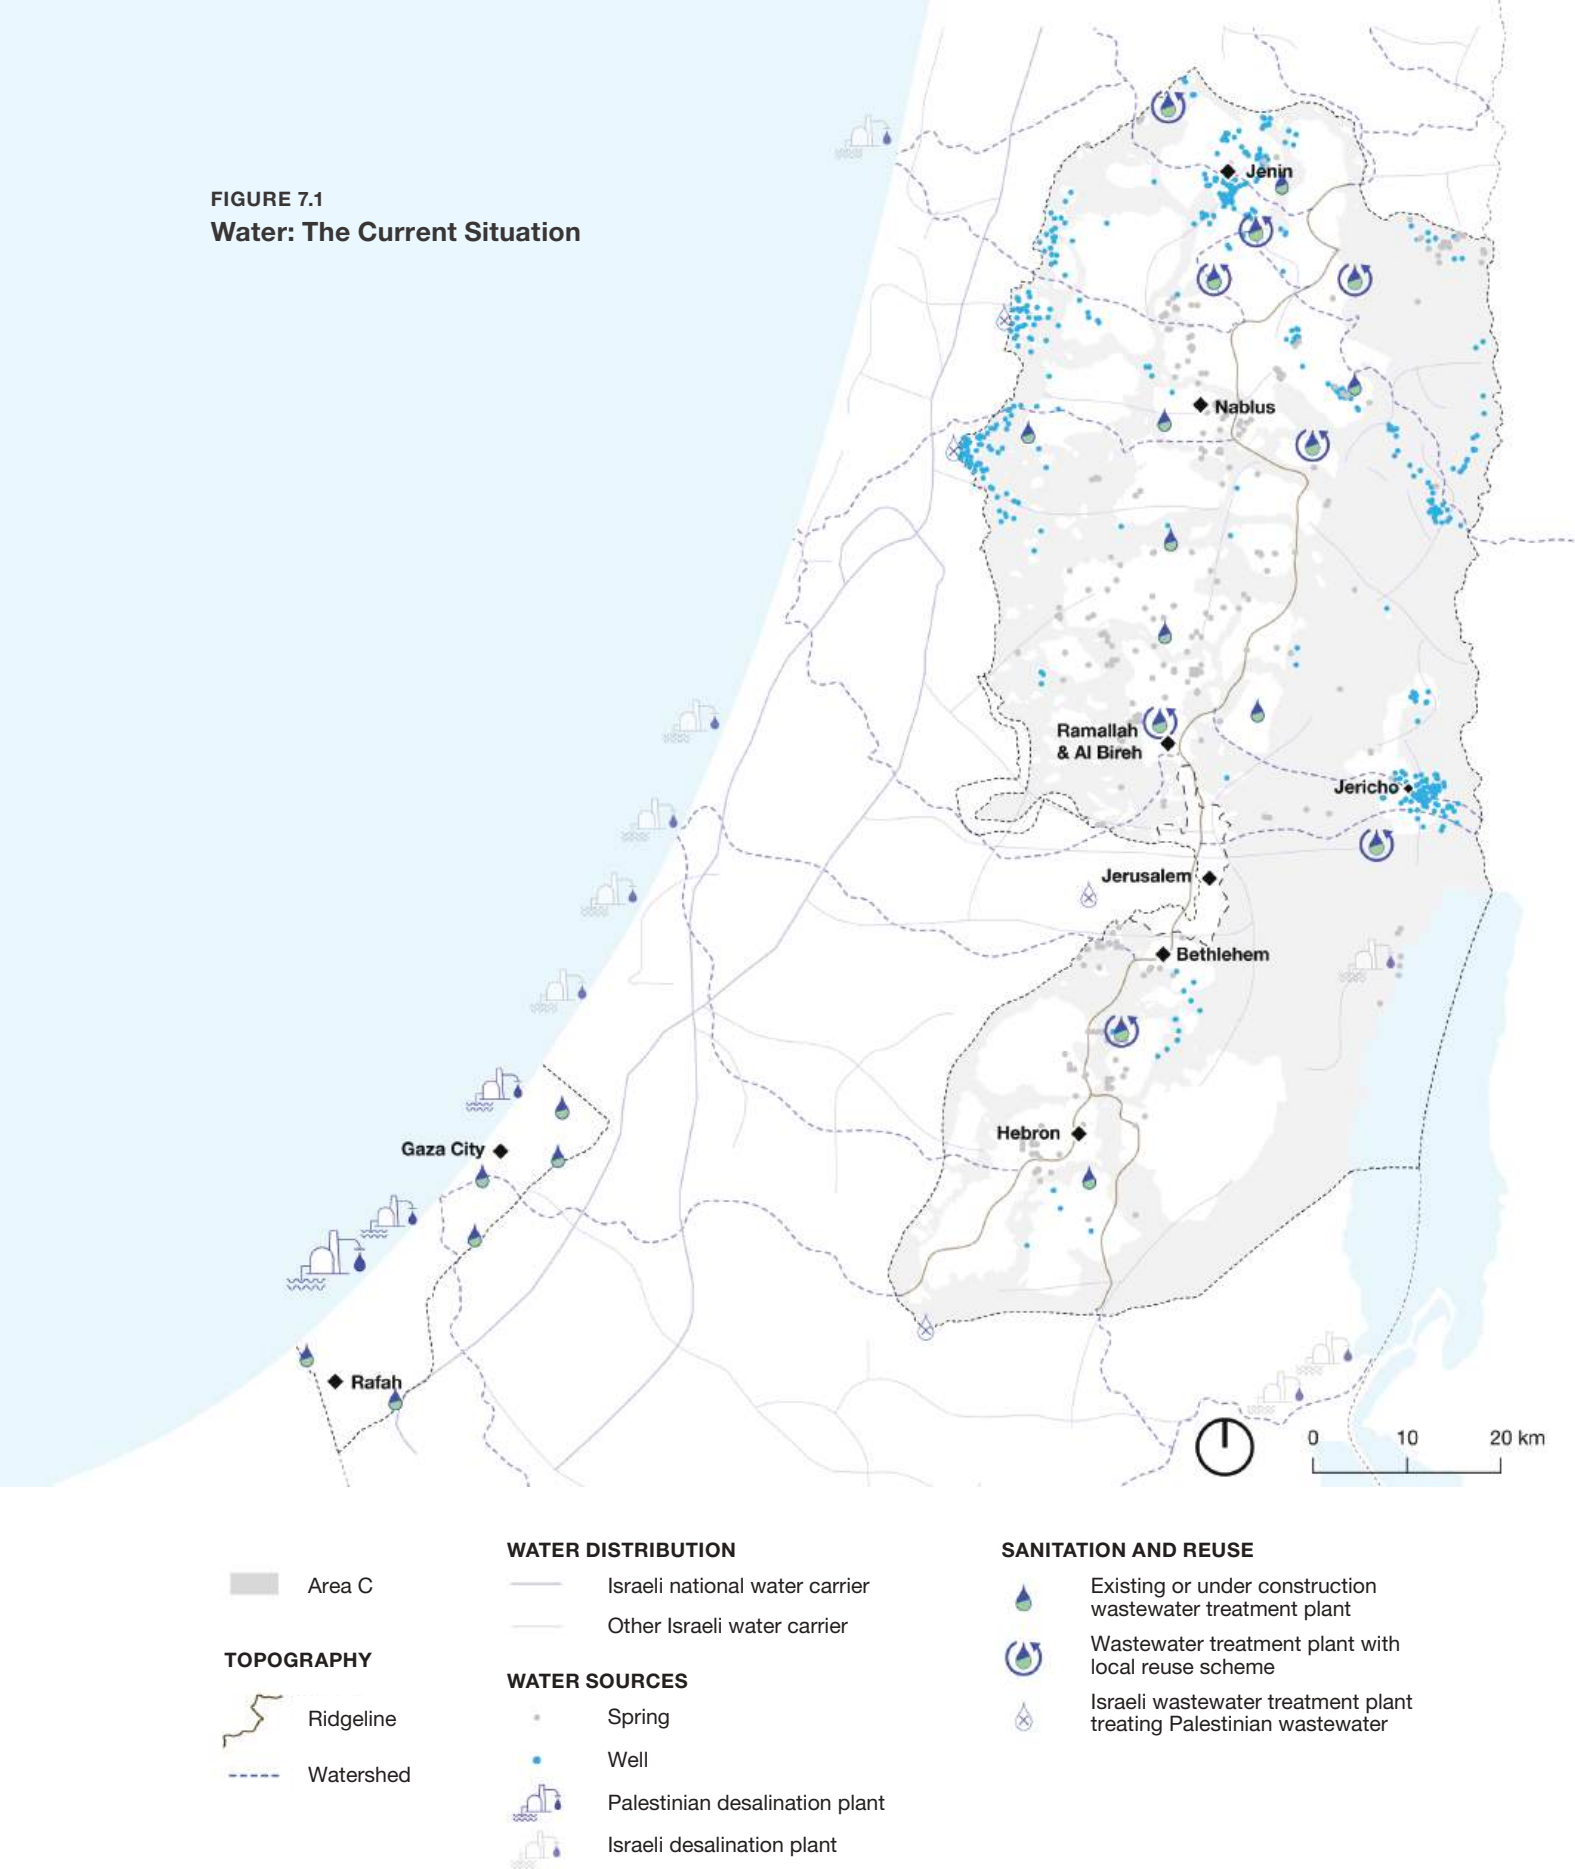 FIGURE 7.1
Water: The Current Situation
Jenin
Nablus
Ramallah
& Al Bireh
Jericho
Jerusalem
Bethlehem
Hebron
Gaza City
Rafah
0 10 20 km
Area C
TOPOGRAPHY
Ridgeline
Watershed
WATER DISTRIBUTION
Israeli national water carrier
Other Israeli water carrier
WATER SOURCES
Spring
Well
Palestinian desalination plant
Israeli desalination plant
SANITATION AND REUSE
Existing or under construction
wastewater treatment plant
Wastewater treatment plant with
local reuse scheme
Israeli wastewater treatment plant
treating Palestinian wastewater